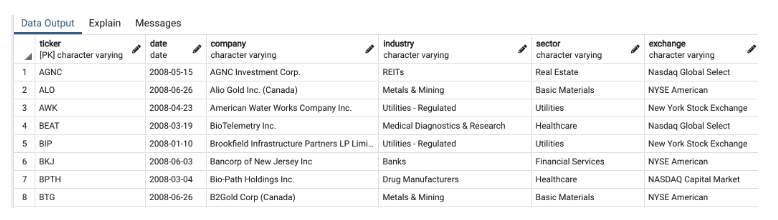 Data Output Explain Messages
ticker date company industry sector exchange
[PK] character varying date character varying character varying character varying character varying
1 AGNC 2008-05-15 AGNC Investment Corp. REITs Real Estate Nasdaq Global Select
2 ALO 2008-06-26 Alio Gold Inc. (Canada) Metals & Mining Basic Materials NYSE American
3 AWK 2008-04-23 American Water Works Company Inc. Utilities - Regulated Utilities New York Stock Exchange
4 BEAT 2008-03-19 BioTelemetry Inc. Medical Diagnostics & Research Healthcare Nasdaq Global Select
5 BIP 2008-01-10 Brookfield Infrastructure Partners LP Limi... Utilities - Regulated Utilities New York Stock Exchange
6 BKJ 2008-06-03 Bancorp of New Jersey Inc Banks Financial Services NYSE American
7 BPTH 2008-03-04 Bio-Path Holdings Inc. Drug Manufacturers Healthcare NASDAQ Capital Market
8 BTG 2008-06-26 B2Gold Corp (Canada) Metals & Mining Basic Materials NYSE American